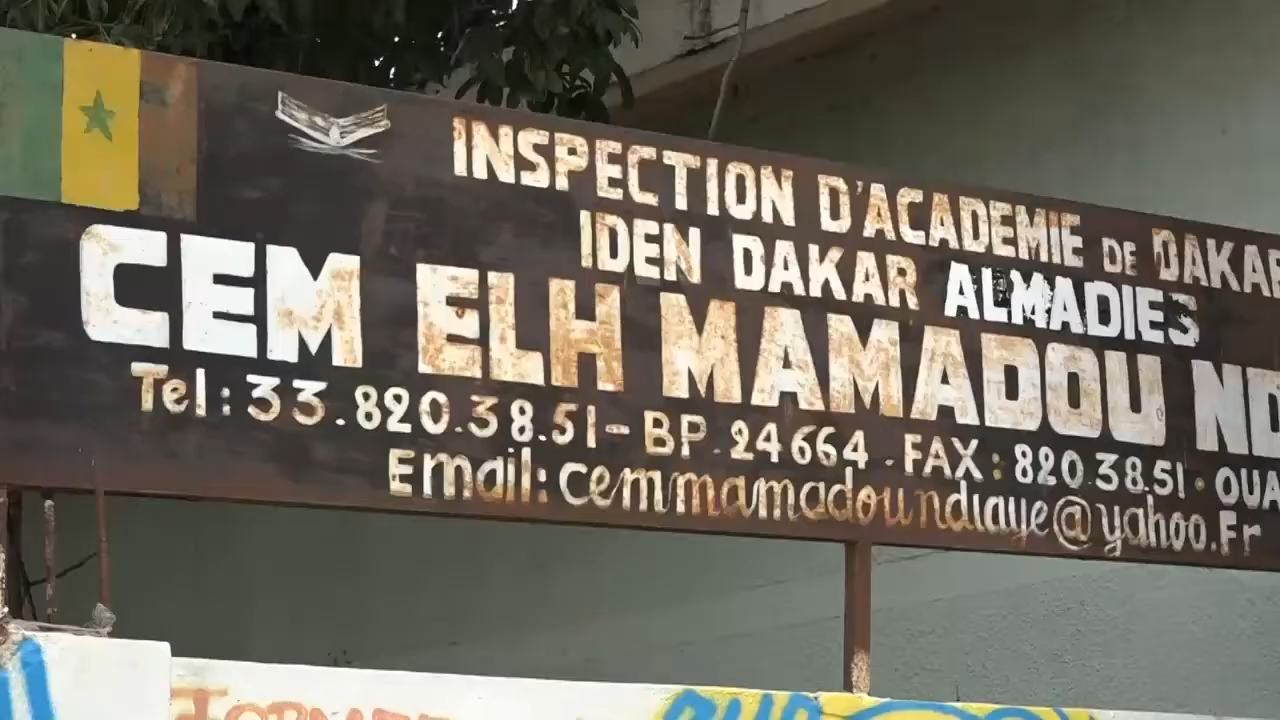 INSPECTION D'ACADEMIE DE DAKAR
IDEN DAKAR ALMADIES
CEM ELH MAMADOU ND
Tel : 33.820.38.51 - BP. 24664 . FAX : 820.38.51 . OUA
Email: cemmamadoundiaye@yahoo.Fr